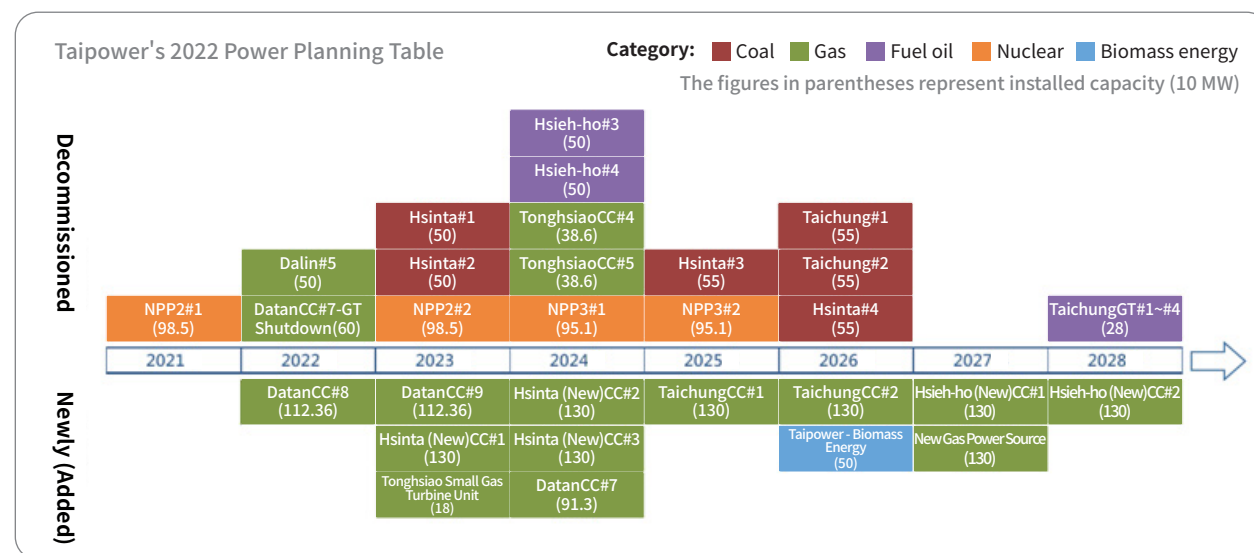 Taipower's 2022 Power Planning Table
Category:
Coal
Gas
Fuel oil
Nuclear
Biomass energy
The figures in parentheses represent installed capacity (10 MW)
Decommissioned
Hsieh-ho#3
(50)
Hsieh-ho#4
(50)
Hsinta#1
(50)
TonghsiaoCC#4
(38.6)
Taichung#1
(55)
Dalin#5
(50)
Hsinta#2
(50)
TonghsiaoCC#5
(38.6)
Hsinta#3
(55)
Taichung#2
(55)
NPP2#1
(98.5)
DatanCC#7-GT
Shutdown(60)
NPP2#2
(98.5)
NPP3#1
(95.1)
NPP3#2
(95.1)
Hsinta#4
(55)
TaichungGT#1~#4
(28)
2021
2022
2023
2024
2025
2026
2027
2028
Newly (Added)
DatanCC#8
(112.36)
DatanCC#9
(112.36)
Hsinta (New)CC#2
(130)
TaichungCC#1
(130)
TaichungCC#2
(130)
Hsieh-ho (New)CC#1
(130)
Hsieh-ho (New)CC#2
(130)
Hsinta (New)CC#1
(130)
Hsinta (New)CC#3
(130)
Taipower - Biomass
Energy
(50)
New Gas Power Source
(130)
Tonghsiao Small Gas
Turbine Unit
(18)
DatanCC#7
(91.3)